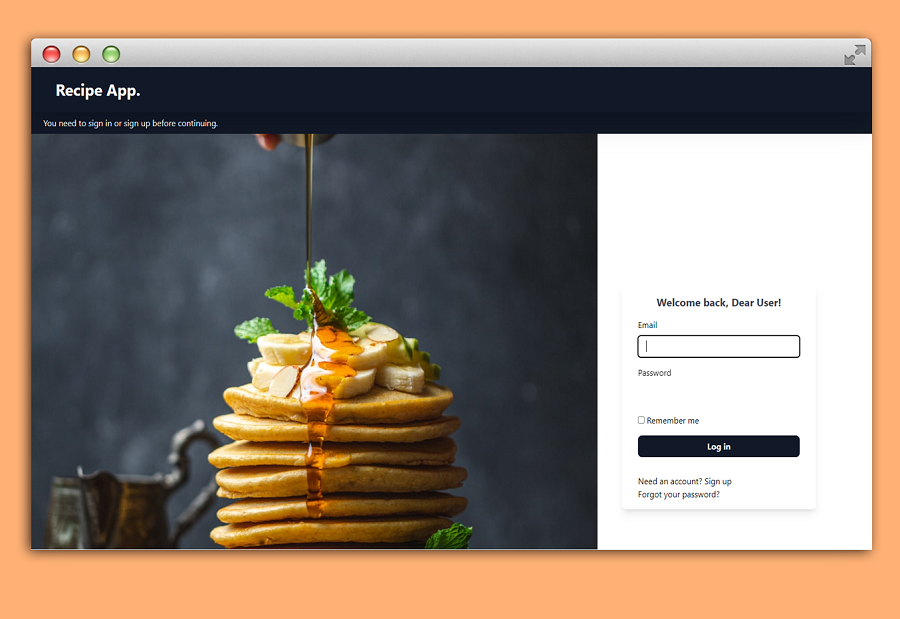 Recipe App.
You need to sign in or sign up before continuing.
Welcome back, Dear User!
Email
Password
Remember me
Log in
Need an account? Sign up
Forgot your password?